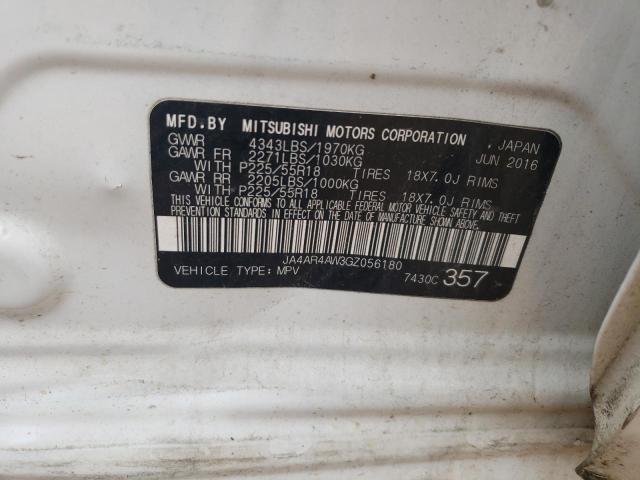 MFD.BY MITSUBISHI MOTORS CORPORATION , JAPAN
GVWR 4343LBS/1970KG JUN 2016
GAWR FR 2271LBS/1030KG
WITH P225/55R18 TIRES 18X7.0J RIMS
GAWR RR 2205LBS/1000KG
WITH P225/55R18 TIRES 18X7.0J RIMS
THIS VEHICLE CONFORMS TO ALL APPLICABLE FEDERAL MOTOR VEHICLE SAFETY AND THEFT
PREVENTION STANDARDS IN EFFECT ON THE DATE OF MANUFACTURE SHOWN ABOVE.
JA4AR4AW3GZ056180
VEHICLE TYPE: MPV 7430C 357